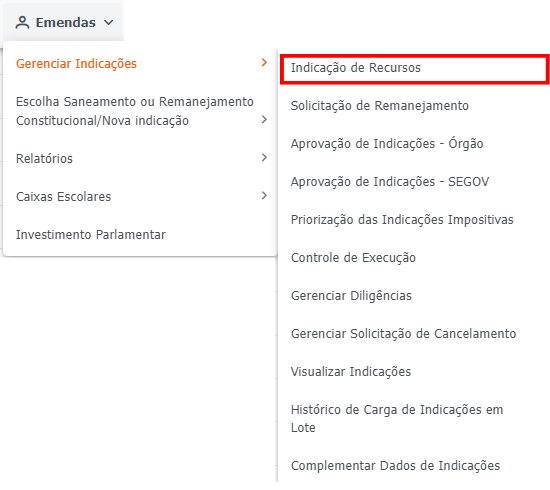 Emendas
Gerenciar Indicações
Escolha Saneamento ou Remanejamento
Constitucional/Nova indicação
Relatórios
Caixas Escolares
Investimento Parlamentar
Indicação de Recursos
Solicitação de Remanejamento
Aprovação de Indicações - Órgão
Aprovação de Indicações - SEGOV
Priorização das Indicações Impositivas
Controle de Execução
Gerenciar Diligências
Gerenciar Solicitação de Cancelamento
Visualizar Indicações
Histórico de Carga de Indicações em
Lote
Complementar Dados de Indicações